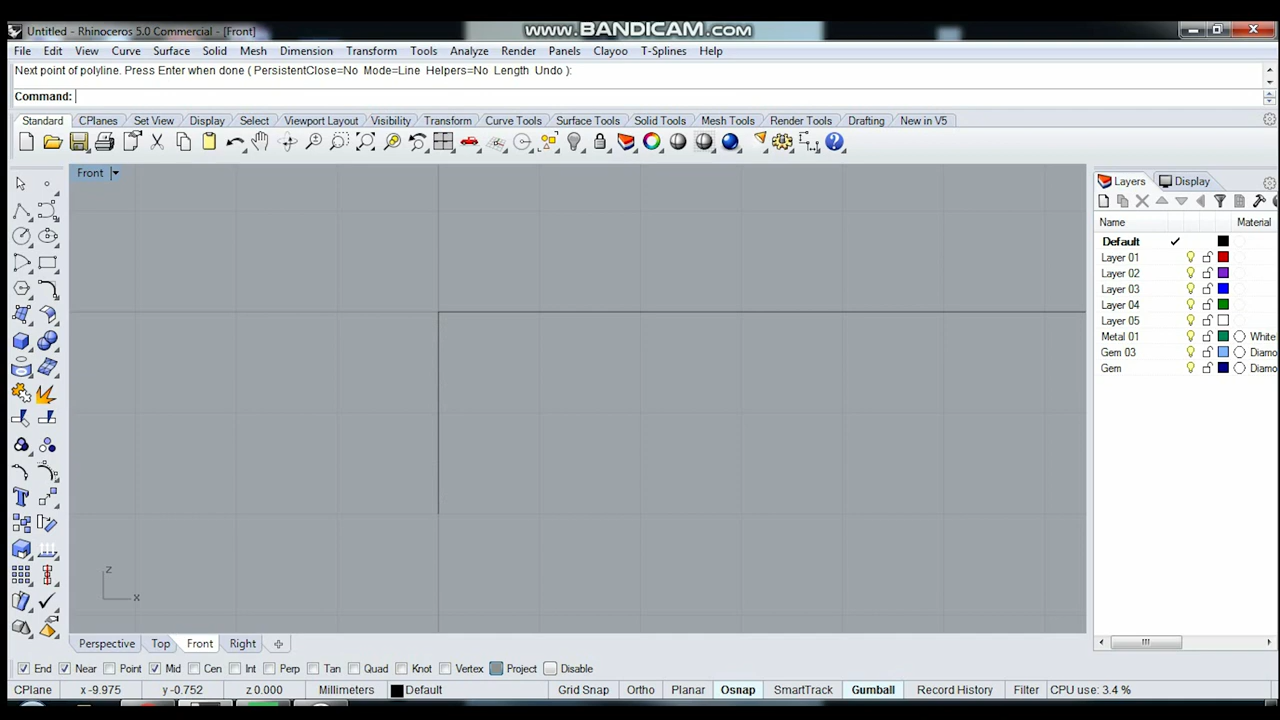 Untitled - Rhinoceros 5.0 Commercial - [Front]
www.BANDICAM.com
File Edit View Curve Surface Solid Mesh Dimension Transform Tools Analyze Render Panels Clayoo T-Splines Help
Next point of polyline. Press Enter when done ( PersistentClose=No Mode=Line Helpers=No Length Undo ):
Command:
Standard CPlanes Set View Display Select Viewport Layout Visibility Transform Curve Tools Surface Tools Solid Tools Mesh Tools Render Tools Drafting New in V5
Front
Layers Display
Name Material
Default
Layer 01
Layer 02
Layer 03
Layer 04
Layer 05
Metal 01 White
Gem 03 Diamo
Gem Diamo
z
x
Perspective Top Front Right
End Near Point Mid Cen Int Perp Tan Quad Knot Vertex Project Disable
CPlane x -9.975 y -0.752 z 0.000 Millimeters Default Grid Snap Ortho Planar Osnap SmartTrack Gumball Record History Filter CPU use: 3.4 %